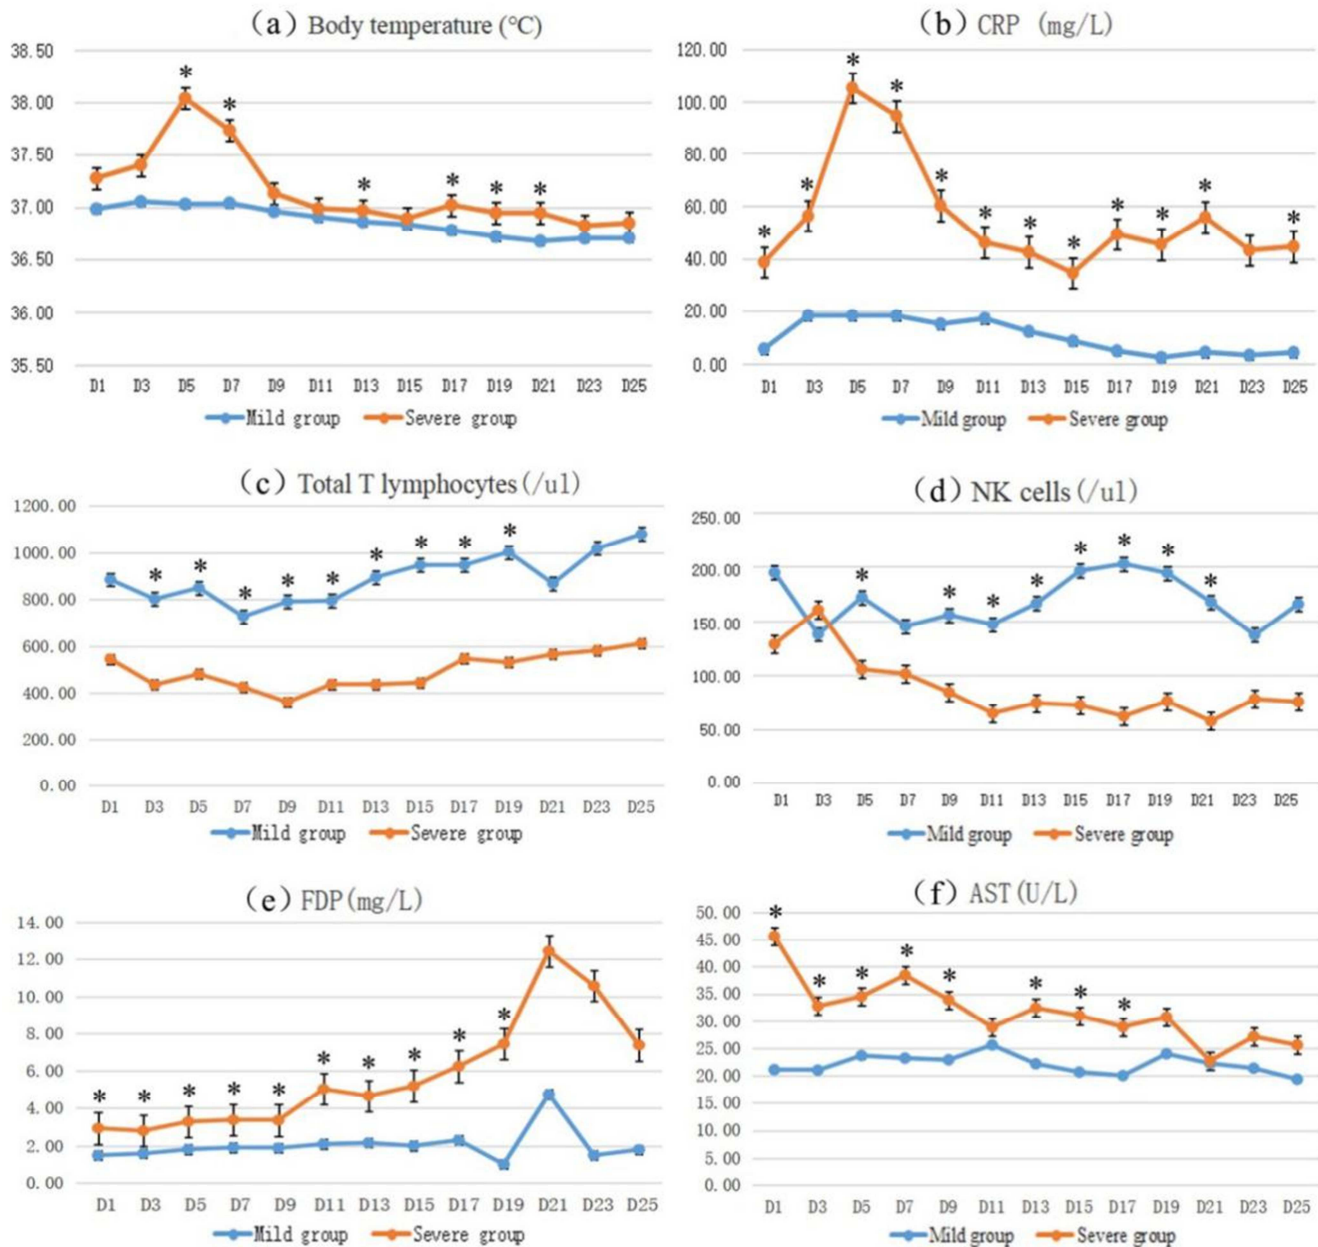 (a) Body temperature (°C)
38.50
*
38.00
*
37.50
* * * *
37.00
36.50
36.00
35.50
D1 D3 D5 D7 D9 D11 D13 D15 D17 D19 D21 D23 D25
Mild group Severe group
(b) CRP (mg/L)
120.00
*
100.00
*
80.00
* *
60.00
* * * * * * * *
40.00
20.00
0.00
D1 D3 D5 D7 D9 D11 D13 D15 D17 D19 D21 D23 D25
Mild group Severe group
(c) Total T lymphocytes (/ul)
1200.00
1000.00
* * * * * * * * *
800.00
600.00
400.00
200.00
0.00
D1 D3 D5 D7 D9 D11 D13 D15 D17 D19 D21 D23 D25
Mild group Severe group
(d) NK cells (/ul)
250.00
200.00
* * * * * * * *
150.00
100.00
50.00
0.00
D1 D3 D5 D7 D9 D11 D13 D15 D17 D19 D21 D23 D25
Mild group Severe group
(e) FDP(mg/L)
14.00
12.00
10.00
8.00
* * * * * * * * * *
6.00
4.00
2.00
0.00
D1 D3 D5 D7 D9 D11 D13 D15 D17 D19 D21 D23 D25
Mild group Severe group
(f) AST(U/L)
50.00
*
45.00
40.00
* * * * * * *
35.00
30.00
25.00
20.00
15.00
10.00
5.00
0.00
D1 D3 D5 D7 D9 D11 D13 D15 D17 D19 D21 D23 D25
Mild group Severe group